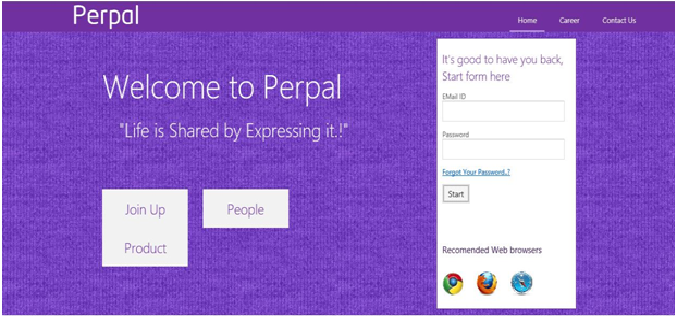 Perpal
Home Career Contact Us
Welcome to Perpal
"Life is Shared by Expressing it.!"
Join Up
People
Product
It's good to have you back,
Start form here
EMail ID
Password
Forgot Your Password.?
Start
Recomended Web browsers